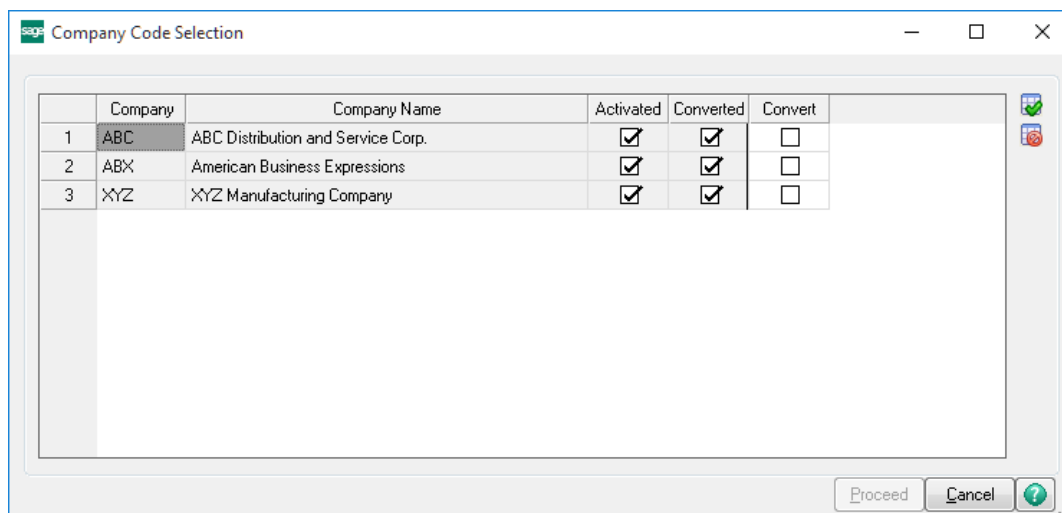 sage Company Code Selection
Company Company Name Activated Converted Convert
1 ABC ABC Distribution and Service Corp.
2 ABX American Business Expressions
3 XYZ XYZ Manufacturing Company
Proceed Cancel ?